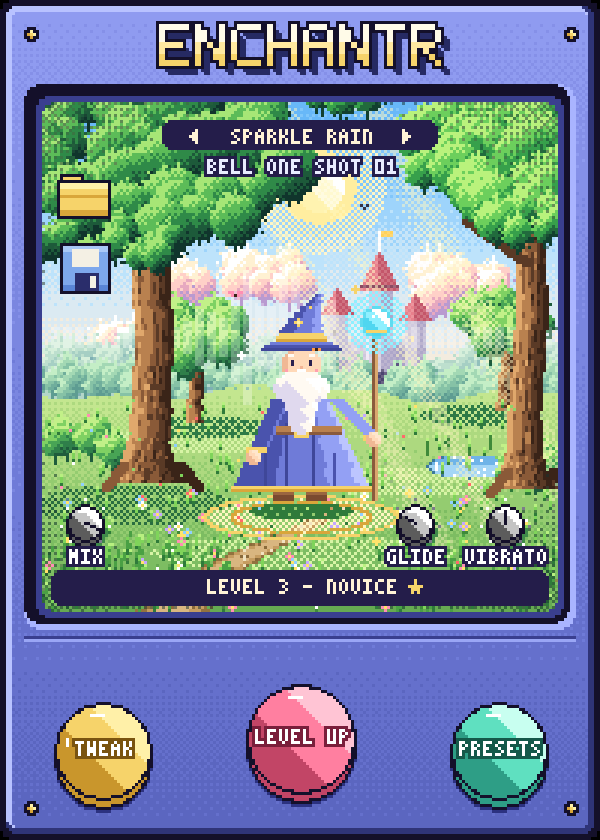 ENCHANTR
SPARKLE RAIN
BELL ONE SHOT 01
MIX
GLIDE
VIBRATO
LEVEL 3 - NOVICE
'TWEAK
LEVEL UP
PRESETS